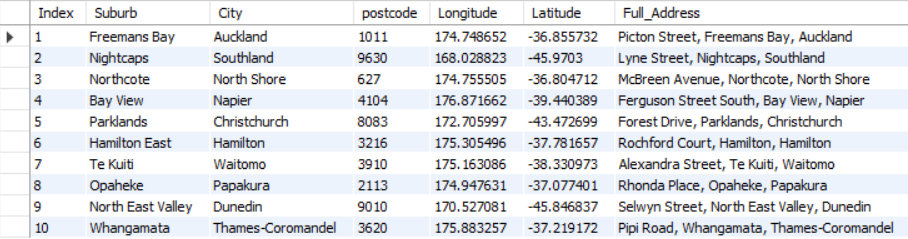 Index Suburb City postcode Longitude Latitude Full_Address
1 Freemans Bay Auckland 1011 174.748652 -36.855732 Picton Street, Freemans Bay, Auckland
2 Nightcaps Southland 9630 168.028823 -45.9703 Lyne Street, Nightcaps, Southland
3 Northcote North Shore 627 174.755505 -36.804712 McBreen Avenue, Northcote, North Shore
4 Bay View Napier 4104 176.871662 -39.440389 Ferguson Street South, Bay View, Napier
5 Parklands Christchurch 8083 172.705997 -43.472699 Forest Drive, Parklands, Christchurch
6 Hamilton East Hamilton 3216 175.305496 -37.781657 Rochford Court, Hamilton, Hamilton
7 Te Kuiti Waitomo 3910 175.163086 -38.330973 Alexandra Street, Te Kuiti, Waitomo
8 Opaheke Papakura 2113 174.947631 -37.077401 Rhonda Place, Opaheke, Papakura
9 North East Valley Dunedin 9010 170.527081 -45.846837 Selwyn Street, North East Valley, Dunedin
10 Whangamata Thames-Coromandel 3620 175.883257 -37.219172 Pipi Road, Whangamata, Thames-Coromandel